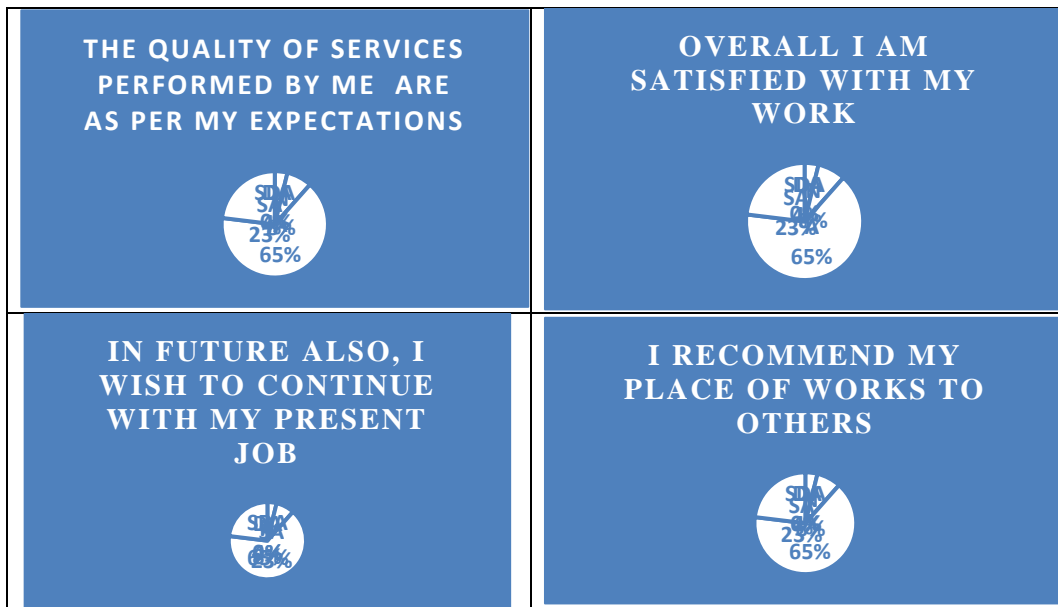 THE QUALITY OF SERVICES
PERFORMED BY ME ARE
AS PER MY EXPECTATIONS
23%
65%
OVERALL I AM
SATISFIED WITH MY
WORK
23%
65%
IN FUTURE ALSO, I
WISH TO CONTINUE
WITH MY PRESENT
JOB
23%
I RECOMMEND MY
PLACE OF WORKS TO
OTHERS
23%
65%